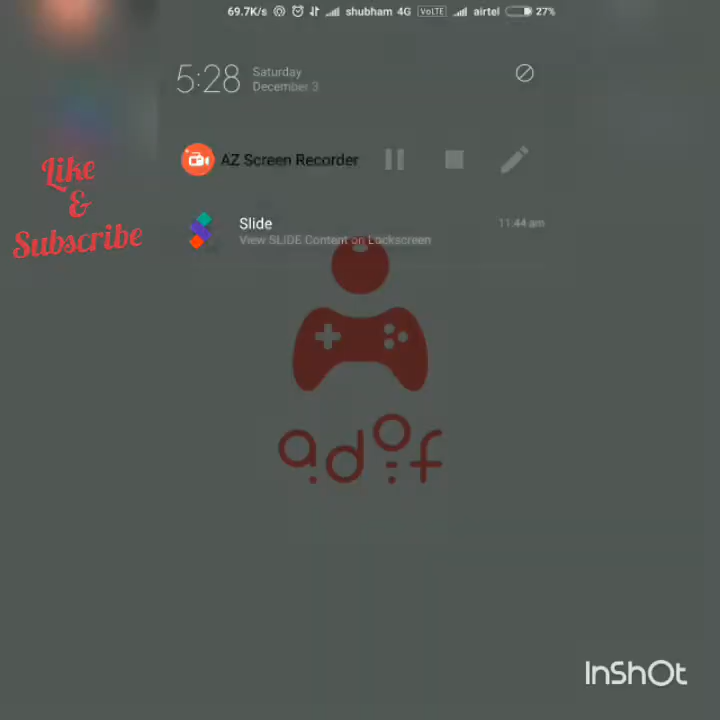 69.7K/s shubham 4G VoLTE airtel 27%
5:28 Saturday
December 3
AZ Screen Recorder
Slide 11:44 am
View SLIDE Content on Lockscreen
Like
&
Subscribe
InShOt